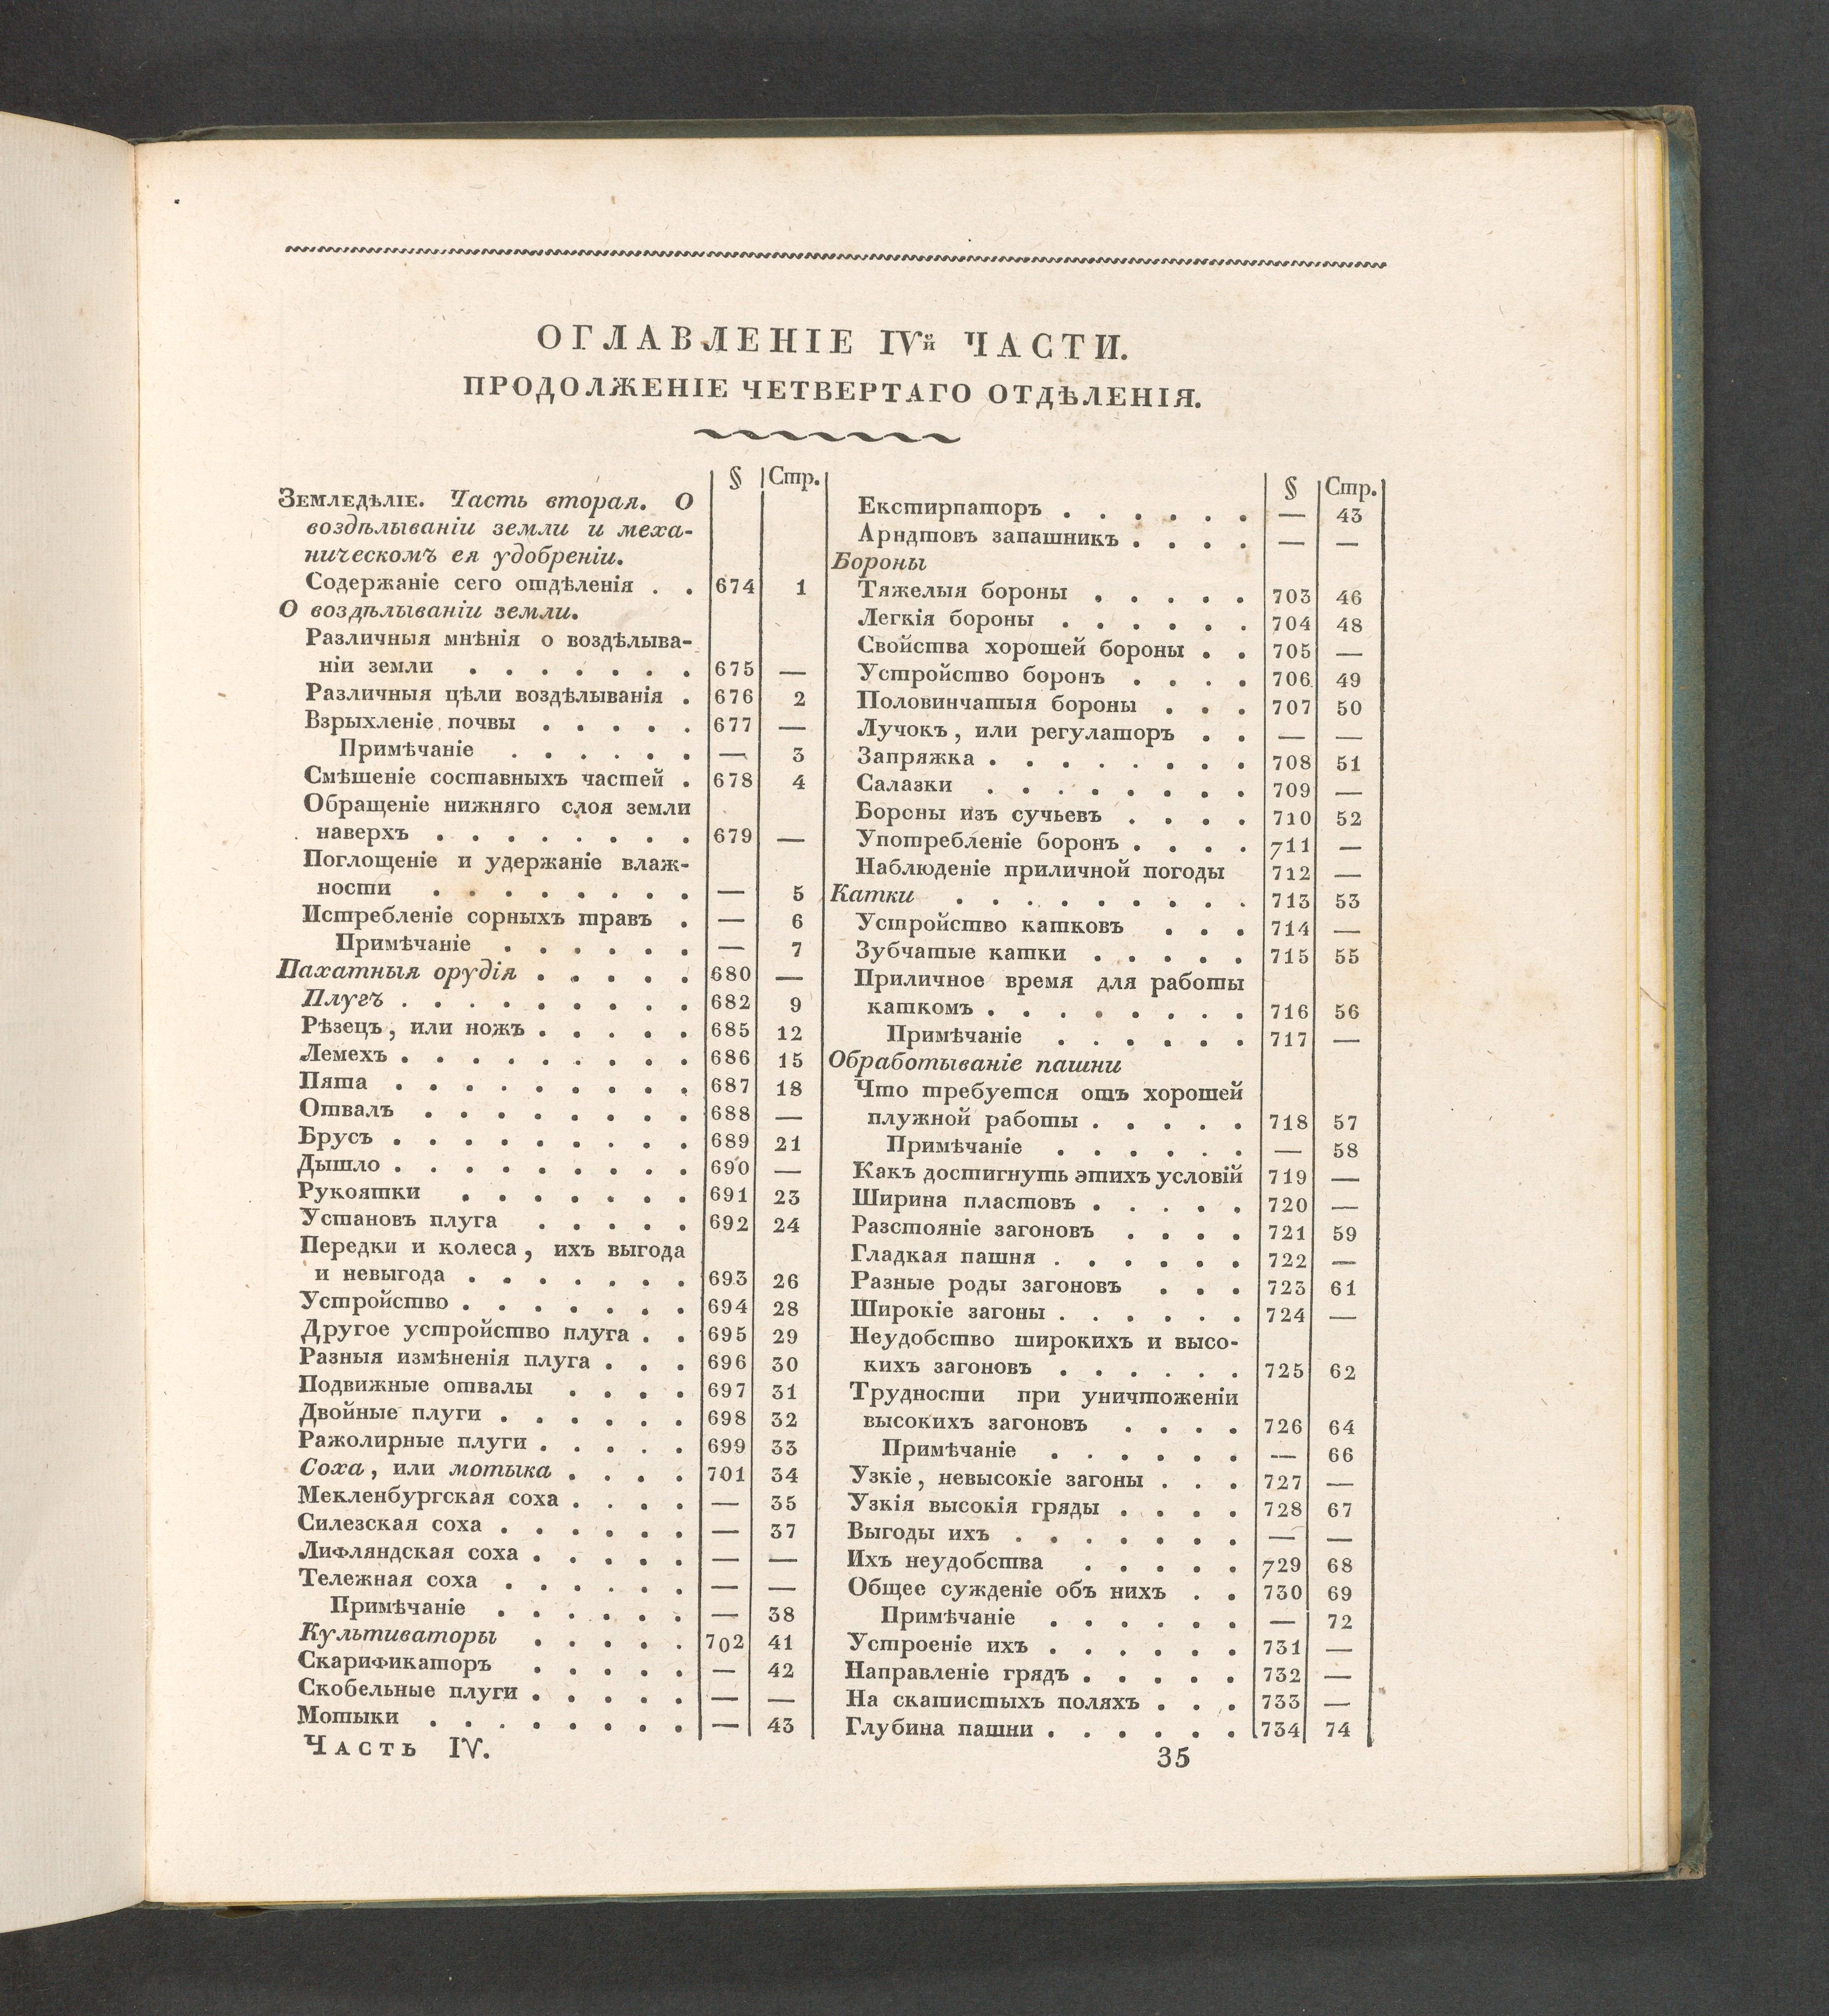 ОГЛАВЛЕНІЕ IVй ЧАСТИ.
ПРОДОЛЖЕНІЕ ЧЕТВЕРТАГО ОТДѢЛЕНІЯ.
§ Стр.
Земледѣліе. Часть вторая. О
воздѣлываніи земли и меха-
ническомъ ея удобреніи.
Содержаніе сего отдѣленія . . 674 1
О воздѣлываніи земли.
Различныя мнѣнія о воздѣлыва-
ніи земли . . . . . . . 675 —
Различныя цѣли воздѣлыванія . 676 2
Взрыхленіе почвы . . . . . 677 —
Примѣчаніе . . . . . . — 3
Смѣшеніе составныхъ частей . 678 4
Обращеніе нижняго слоя земли
наверхъ . . . . . . . . 679 —
Поглощеніе и удержаніе влаж-
ности . . . . . . . . — 5
Истребленіе сорныхъ травъ . — 6
Примѣчаніе . . . . . . — 7
Пахатныя орудія . . . . . 680 —
Плугъ . . . . . . . . . 682 9
Рѣзецъ, или ножъ . . . . . 685 12
Лемехъ . . . . . . . . . 686 15
Пята . . . . . . . . . 687 18
Отвалъ . . . . . . . . 688 —
Брусъ . . . . . . . . . 689 21
Дышло . . . . . . . . . 690 —
Рукоятки . . . . . . . 691 23
Установъ плуга . . . . . 692 24
Передки и колеса, ихъ выгода
и невыгода . . . . . . . 693 26
Устройство . . . . . . . 694 28
Другое устройство плуга . . 695 29
Разныя измѣненія плуга . . . 696 30
Подвижные отвалы . . . . 697 31
Двойные плуги . . . . . . 698 32
Ражолирные плуги . . . . . 699 33
Соха, или мотыка . . . . 701 34
Мекленбургская соха . . . . — 35
Силезская соха . . . . . . — 37
Лифляндская соха . . . . . — —
Тележная соха . . . . . . — —
Примѣчаніе . . . . . . — 38
Культиваторы . . . . . 702 41
Скарификаторъ . . . . . — 42
Скобельные плуги . . . . . — —
Мотыки . . . . . . . . — 43
§ Стр.
Екстирпаторъ . . . . . . — 43
Арндтовъ запашникъ . . . . — —
Бороны
Тяжелыя бороны . . . . . 703 46
Легкія бороны . . . . . . 704 48
Свойства хорошей бороны . . 705 —
Устройство боронъ . . . . 706 49
Половинчатыя бороны . . . 707 50
Лучокъ, или регулаторъ . . — —
Запряжка . . . . . . . . 708 51
Салазки . . . . . . . . 709 —
Бороны изъ сучьевъ . . . . 710 52
Употребленіе боронъ . . . . 711 —
Наблюденіе приличной погоды 712 —
Катки . . . . . . . . . 713 53
Устройство катковъ . . . 714 —
Зубчатые катки . . . . . 715 55
Приличное время для работы
каткомъ . . . . . . . . 716 56
Примѣчаніе . . . . . . 717 —
Обработываніе пашни
Что требуется отъ хорошей
плужной работы . . . . . 718 57
Примѣчаніе . . . . . . — 58
Какъ достигнуть этихъ условій 719 —
Ширина пластовъ . . . . . 720 —
Разстояніе загоновъ . . . . 721 59
Гладкая пашня . . . . . . 722 —
Разные роды загоновъ . . . 723 61
Широкіе загоны . . . . . . 724 —
Неудобство широкихъ и высо-
кихъ загоновъ . . . . . . 725 62
Трудности при уничтоженіи
высокихъ загоновъ . . . . 726 64
Примѣчаніе . . . . . . — 66
Узкіе, невысокіе загоны . . . 727 —
Узкія высокія гряды . . . . 728 67
Выгоды ихъ . . . . . . . — —
Ихъ неудобства . . . . . 729 68
Общее сужденіе объ нихъ . . 730 69
Примѣчаніе . . . . . . — 72
Устроеніе ихъ . . . . . . 731 —
Направленіе грядъ . . . . . 732 —
На скатистыхъ поляхъ . . . 733 —
Глубина пашни . . . . . . 734 74
Часть IV.
35